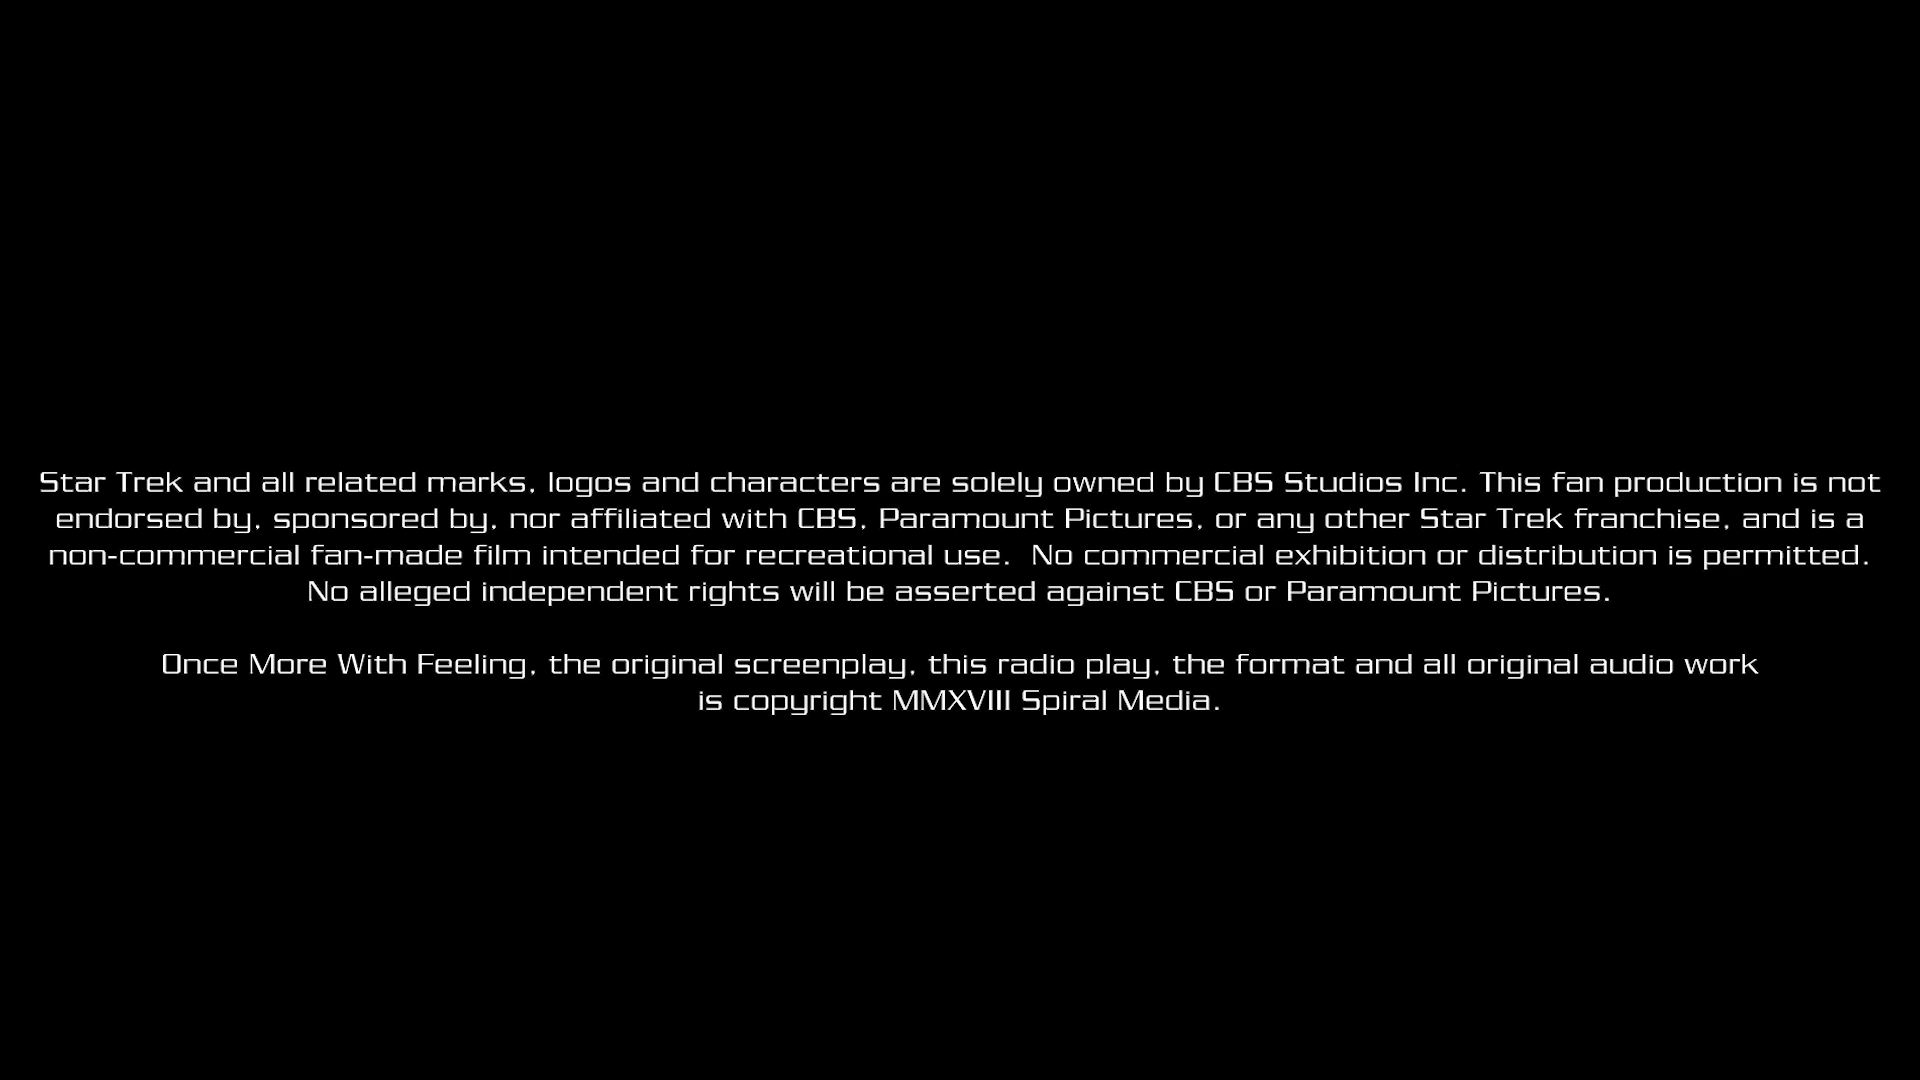 Star Trek and all related marks, logos and characters are solely owned by CBS Studios Inc. This fan production is not
endorsed by, sponsored by, nor affiliated with CBS, Paramount Pictures, or any other Star Trek franchise, and is a
non-commercial fan-made film intended for recreational use.  No commercial exhibition or distribution is permitted.
No alleged independent rights will be asserted against CBS or Paramount Pictures.
Once More With Feeling, the original screenplay, this radio play, the format and all original audio work
is copyright MMXVIII Spiral Media.